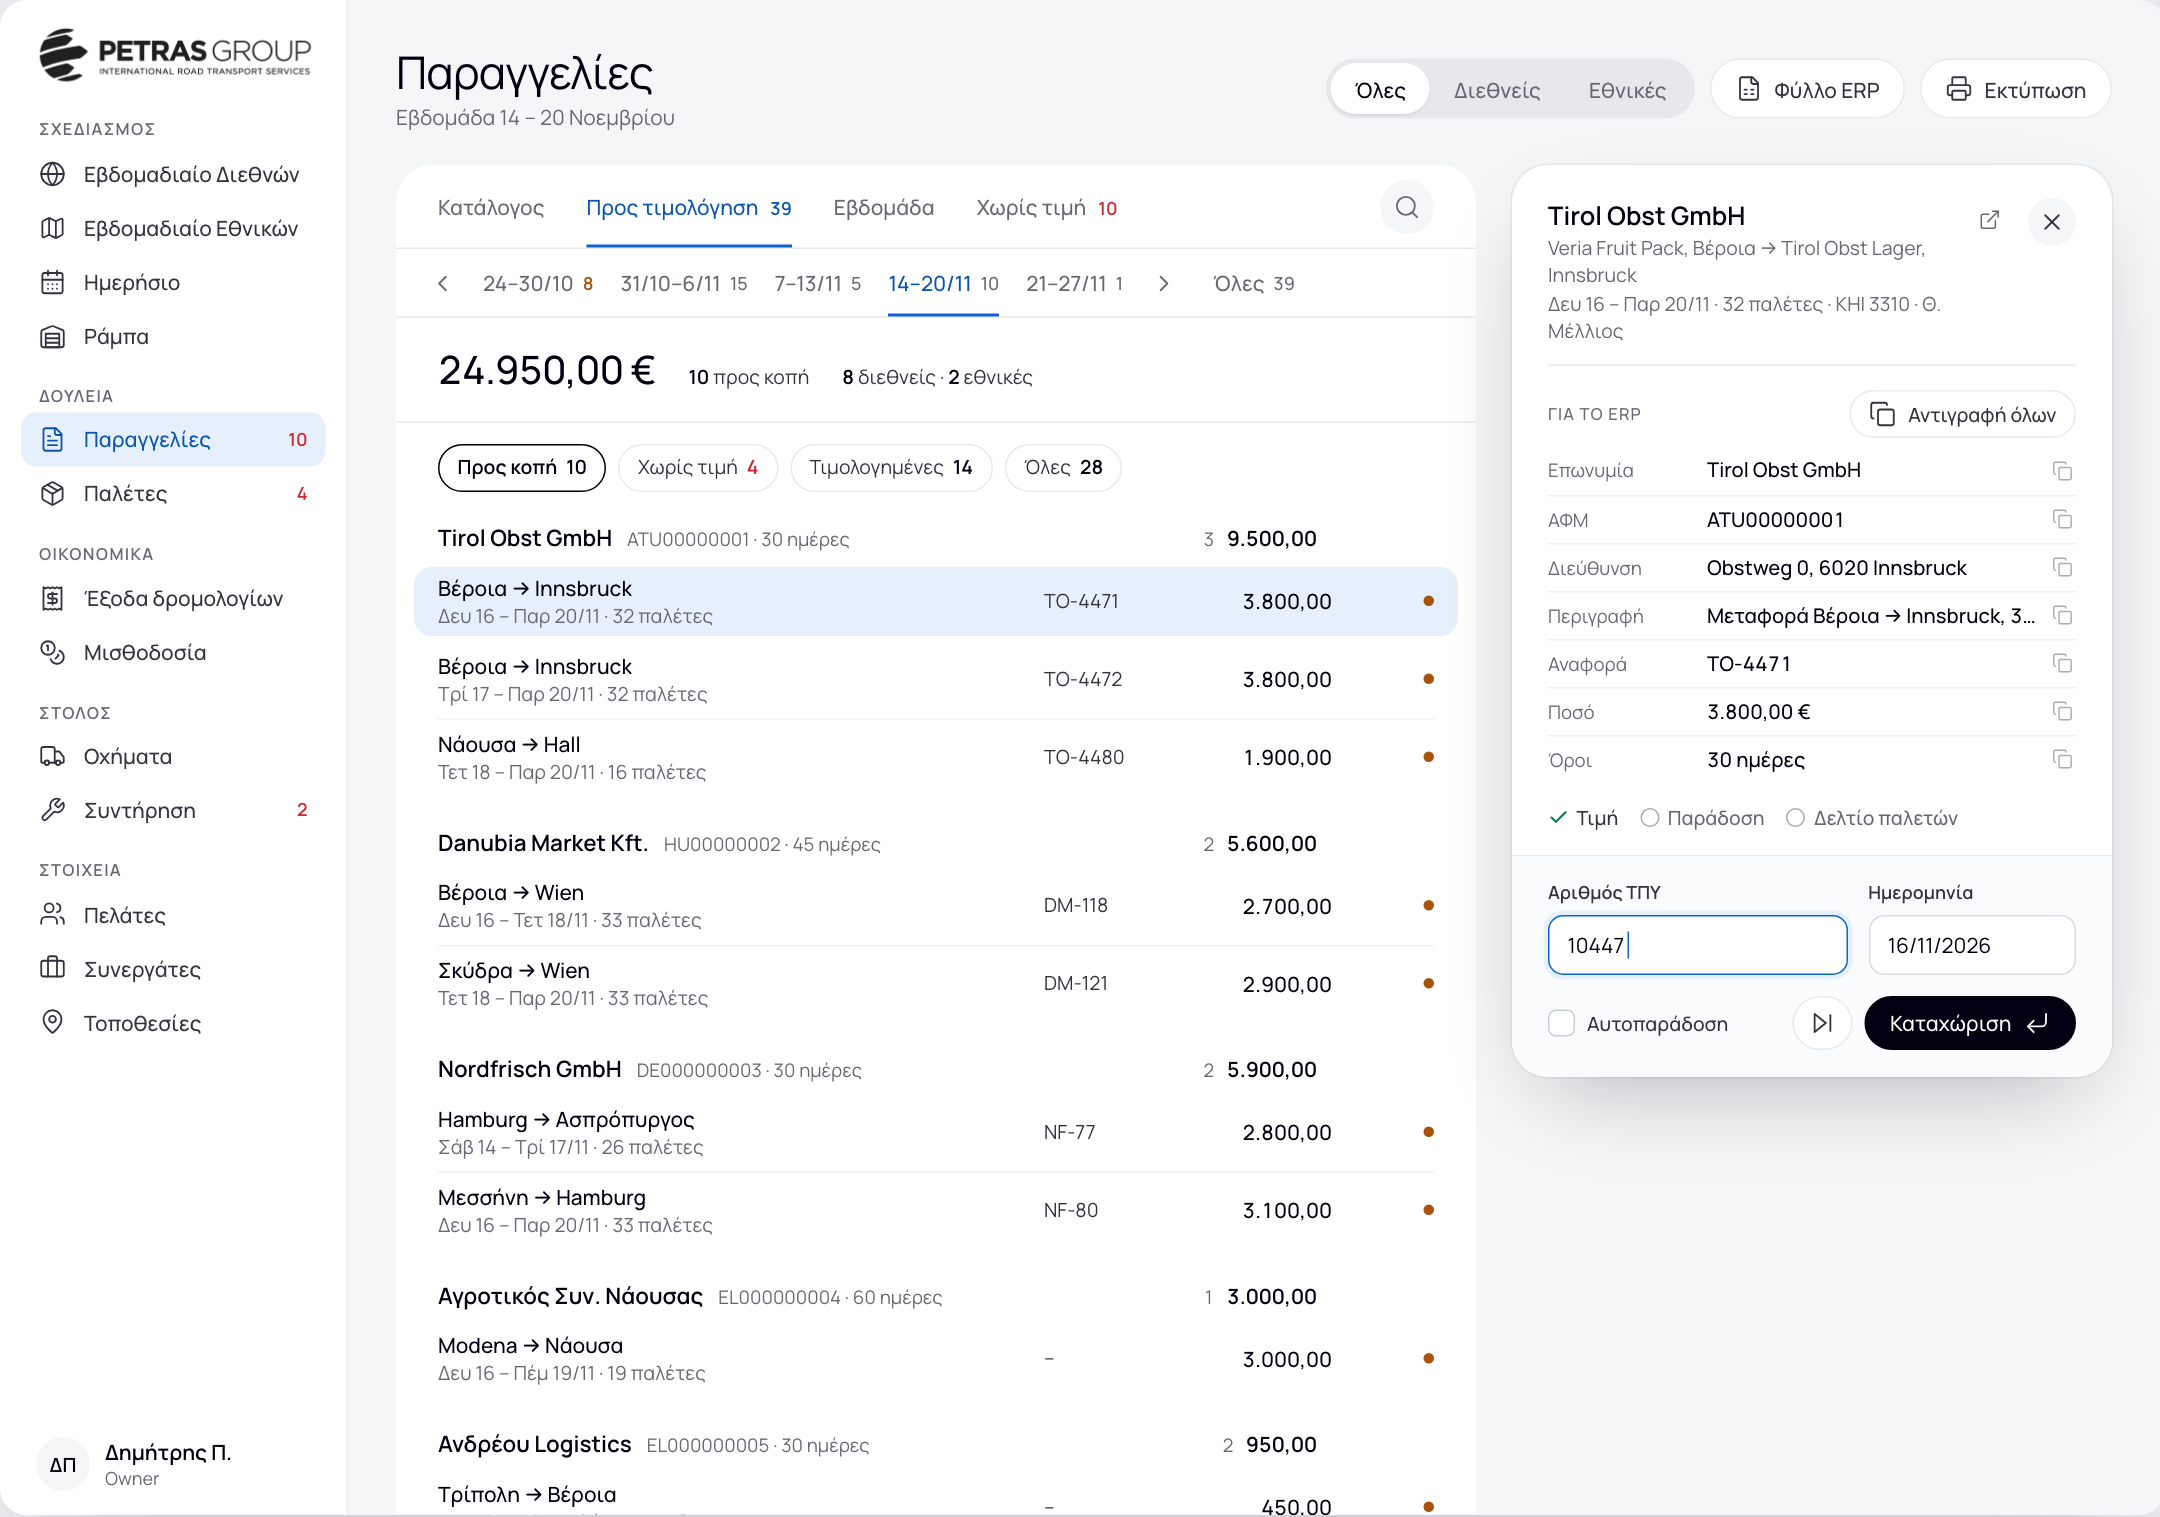 PETRAS GROUP
INTERNATIONAL ROAD TRANSPORT SERVICES
ΣΧΕΔΙΑΣΜΟΣ
Εβδομαδιαίο Διεθνών
Εβδομαδιαίο Εθνικών
Ημερήσιο
Ράμπα
ΔΟΥΛΕΙΑ
Παραγγελίες 10
Παλέτες 4
ΟΙΚΟΝΟΜΙΚΑ
Έξοδα δρομολογίων
Μισθοδοσία
ΣΤΟΛΟΣ
Οχήματα
Συντήρηση 2
ΣΤΟΙΧΕΙΑ
Πελάτες
Συνεργάτες
Τοποθεσίες
ΔΠ
Δημήτρης Π.
Owner
Παραγγελίες
Εβδομάδα 14 – 20 Νοεμβρίου
Όλες Διεθνείς Εθνικές Φύλλο ERP Εκτύπωση
Κατάλογος Προς τιμολόγηση 39 Εβδομάδα Χωρίς τιμή 10
24–30/10 8 31/10–6/11 15 7–13/11 5 14–20/11 10 21–27/11 1 Όλες 39
24.950,00 € 10 προς κοπή 8 διεθνείς · 2 εθνικές
Προς κοπή 10 Χωρίς τιμή 4 Τιμολογημένες 14 Όλες 28
Tirol Obst GmbH ATU00000001 · 30 ημέρες 3 9.500,00
Βέροια → Innsbruck
Δευ 16 – Παρ 20/11 · 32 παλέτες
TO-4471 3.800,00
Βέροια → Innsbruck
Τρί 17 – Παρ 20/11 · 32 παλέτες
TO-4472 3.800,00
Νάουσα → Hall
Τετ 18 – Παρ 20/11 · 16 παλέτες
TO-4480 1.900,00
Danubia Market Kft. HU00000002 · 45 ημέρες 2 5.600,00
Βέροια → Wien
Δευ 16 – Τετ 18/11 · 33 παλέτες
DM-118 2.700,00
Σκύδρα → Wien
Τετ 18 – Παρ 20/11 · 33 παλέτες
DM-121 2.900,00
Nordfrisch GmbH DE000000003 · 30 ημέρες 2 5.900,00
Hamburg → Ασπρόπυργος
Σάβ 14 – Τρί 17/11 · 26 παλέτες
NF-77 2.800,00
Μεσσήνη → Hamburg
Δευ 16 – Παρ 20/11 · 33 παλέτες
NF-80 3.100,00
Αγροτικός Συν. Νάουσας EL000000004 · 60 ημέρες 1 3.000,00
Modena → Νάουσα
Δευ 16 – Πέμ 19/11 · 19 παλέτες
– 3.000,00
Ανδρέου Logistics EL000000005 · 30 ημέρες 2 950,00
Τρίπολη → Βέροια
– 450,00
Tirol Obst GmbH
Veria Fruit Pack, Βέροια → Tirol Obst Lager,
Innsbruck
Δευ 16 – Παρ 20/11 · 32 παλέτες · ΚΗΙ 3310 · Θ.
Μέλλιος
ΓΙΑ ΤΟ ERP Αντιγραφή όλων
Επωνυμία Tirol Obst GmbH
ΑΦΜ ATU00000001
Διεύθυνση Obstweg 0, 6020 Innsbruck
Περιγραφή Μεταφορά Βέροια → Innsbruck, 3...
Αναφορά TO-4471
Ποσό 3.800,00 €
Όροι 30 ημέρες
Τιμή Παράδοση Δελτίο παλετών
Αριθμός ΤΠΥ Ημερομηνία
10447 16/11/2026
Αυτοπαράδοση Καταχώριση